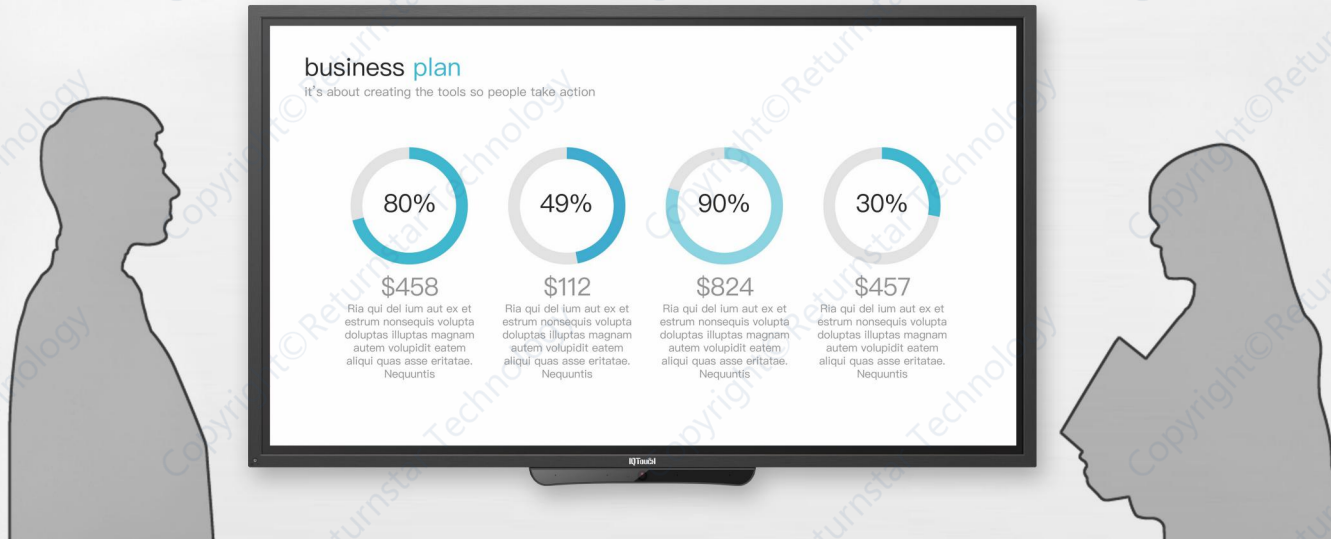 business plan
it's about creating the tools so people take action
80%
49%
90%
30%
$458
$112
$824
$457
Ria qui del ium aut ex et
estrum nonsequis volupta
doluptas illuptas magnam
autem volupidit eatem
aliqui quas asse eritatae.
Nequuntis
Ria qui del ium aut ex et
estrum nonsequis volupta
doluptas illuptas magnam
autem volupidit eatem
aliqui quas asse eritatae.
Nequuntis
Ria qui del ium aut ex et
estrum nonsequis volupta
doluptas illuptas magnam
autem volupidit eatem
aliqui quas asse eritatae.
Nequuntis
Ria qui del ium aut ex et
estrum nonsequis volupta
doluptas illuptas magnam
autem volupidit eatem
aliqui quas asse eritatae.
Nequuntis
IQTouch
Copyright©Returnstar Technology